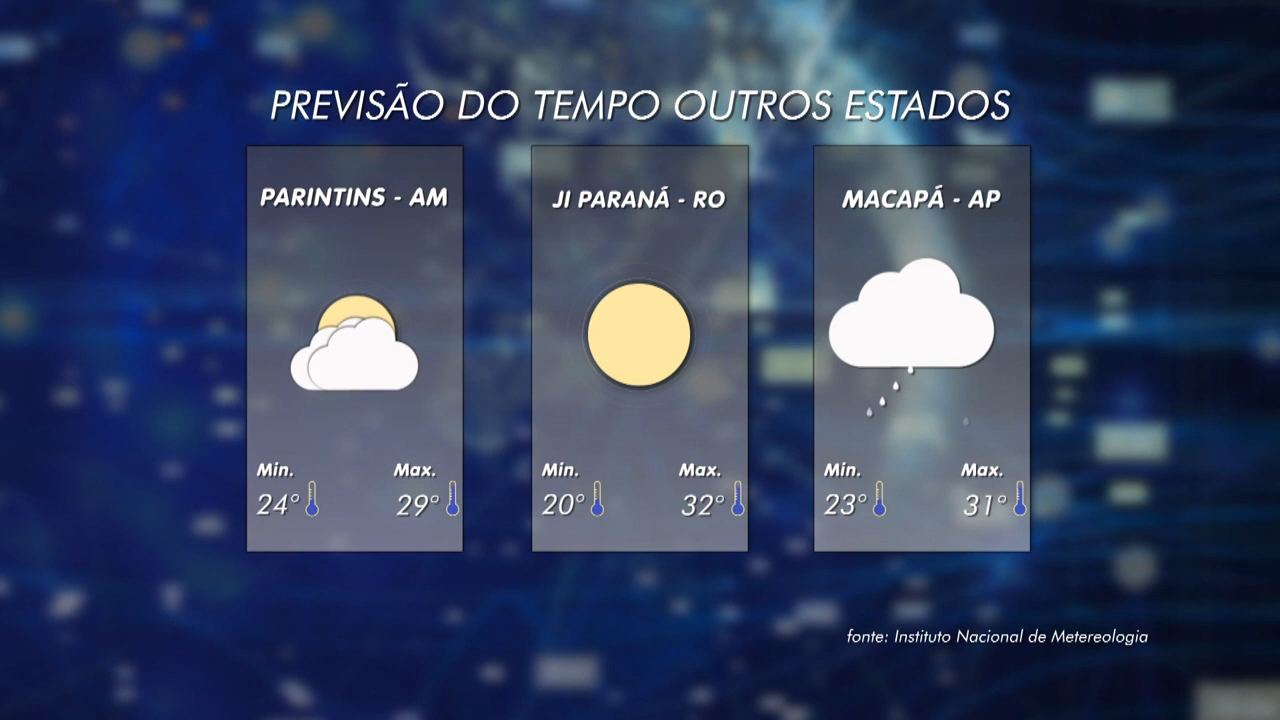 PREVISÃO DO TEMPO OUTROS ESTADOS
PARINTINS - AM
Min. Max.
24° 29°
JI PARANÁ - RO
Min. Max.
20° 32°
MACAPÁ - AP
Min. Max.
23° 31°
fonte: Instituto Nacional de Metereologia